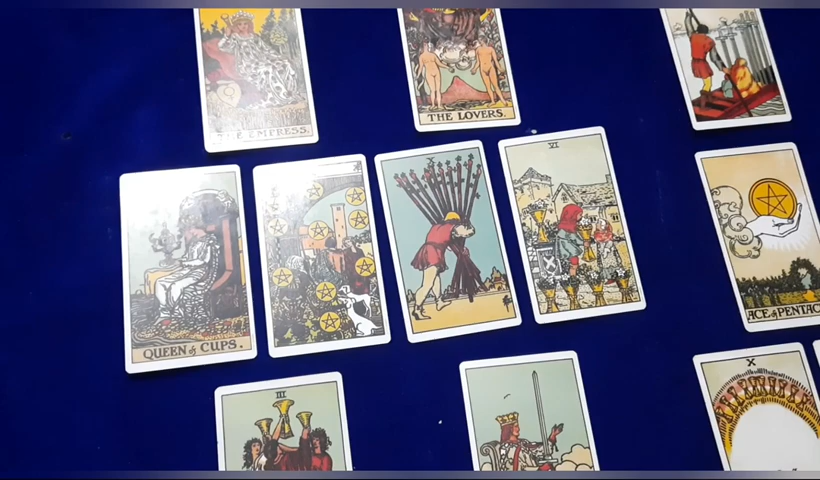 THE EMPRESS.
THE LOVERS.
X
VI
QUEEN of CUPS.
ACE of PENTAC
III
X